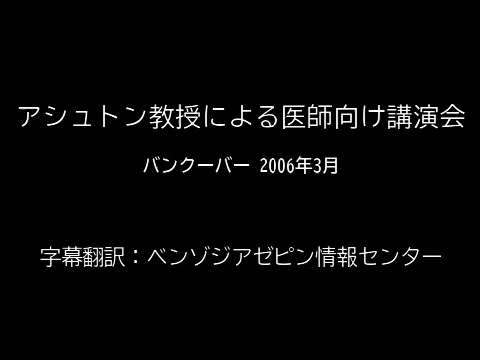 アシュトン教授による医師向け講演会
バンクーバー 2006年3月
字幕翻訳：ベンゾジアゼピン情報センター